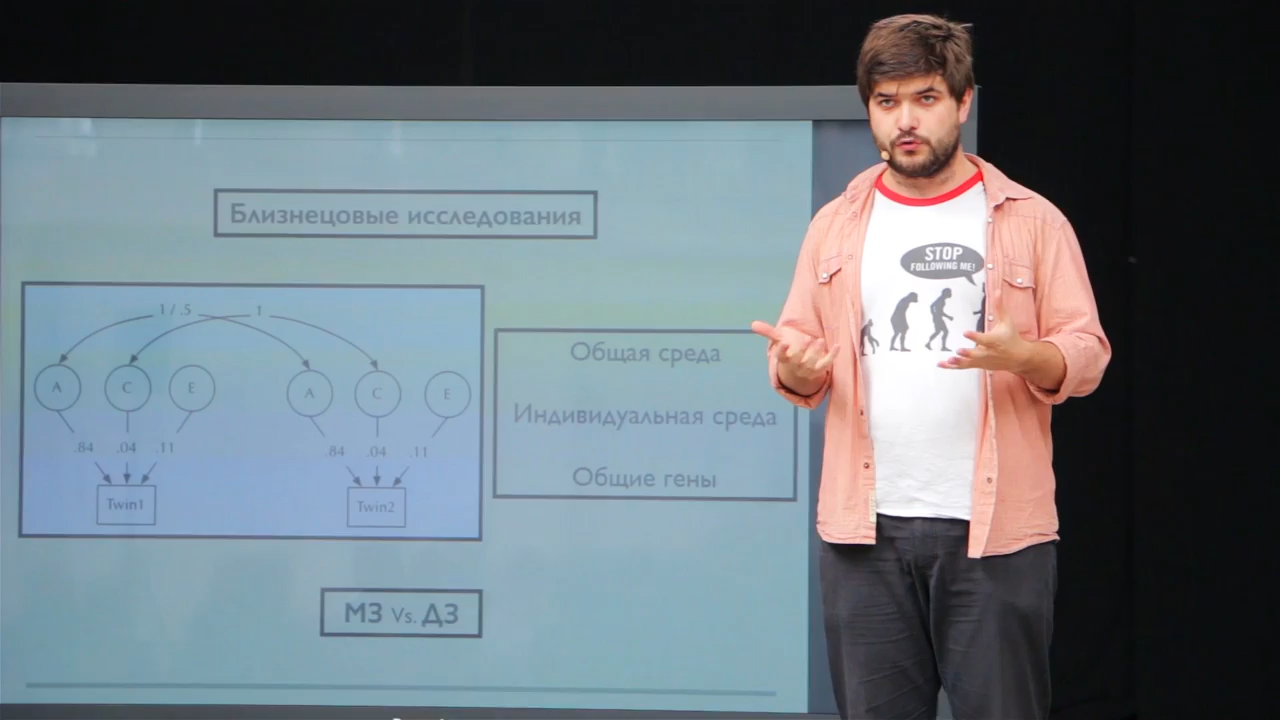 Близнецовые исследования
1 / .5
1
A
C
E
A
C
E
.84
.04
.11
.84
.04
.11
Twin1
Twin2
Общая среда
Индивидуальная среда
Общие гены
МЗ Vs. ДЗ
STOP
FOLLOWING ME!